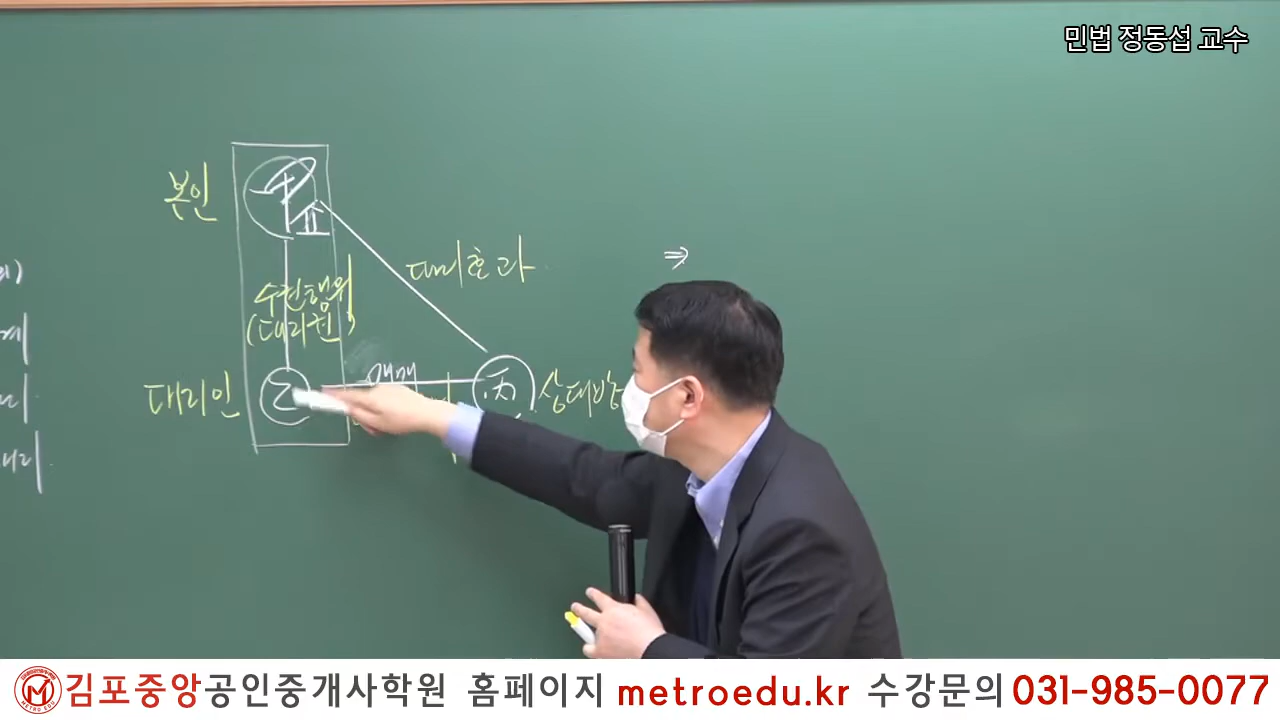 민법 정동섭 교수
본인
대리효과
⇒
수권행위
(대리권)
대리인
乙
매매
丙
상대방
METRO EDU
김포중앙공인중개사학원 홈페이지 metroedu.kr 수강문의 031-985-0077